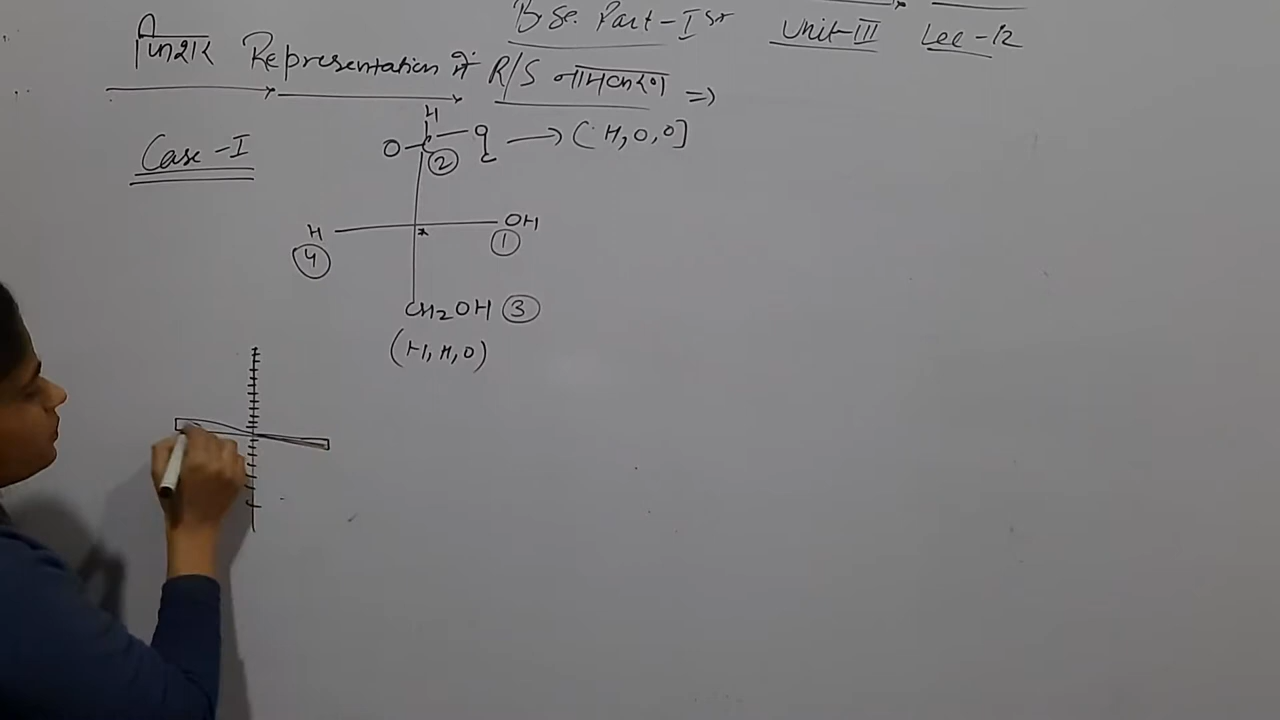 B.Sc. Part-Ist Unit-III Lec-12
फिशर Representation में R/S नामकरण ⇒
Case-I
H
O-C-O → (H,O,O]
② C
H OH
④ * ①
CH2OH ③
(H,H,O)